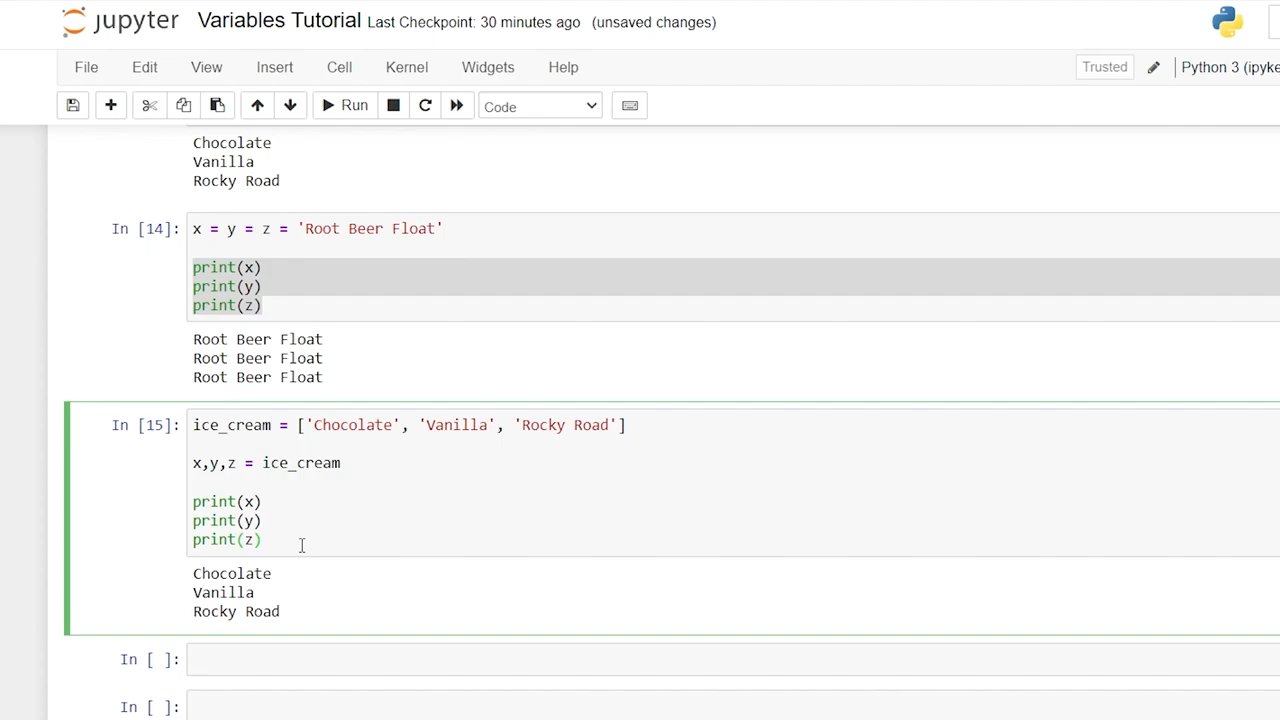 jupyter Variables Tutorial Last Checkpoint: 30 minutes ago (unsaved changes)
File Edit View Insert Cell Kernel Widgets Help Trusted Python 3 (ipyke
Run Code
Chocolate
Vanilla
Rocky Road
In [14]: x = y = z = 'Root Beer Float'
print(x)
print(y)
print(z)
Root Beer Float
Root Beer Float
Root Beer Float
In [15]: ice_cream = ['Chocolate', 'Vanilla', 'Rocky Road']
x,y,z = ice_cream
print(x)
print(y)
print(z)
Chocolate
Vanilla
Rocky Road
In [ ]:
In [ ]: